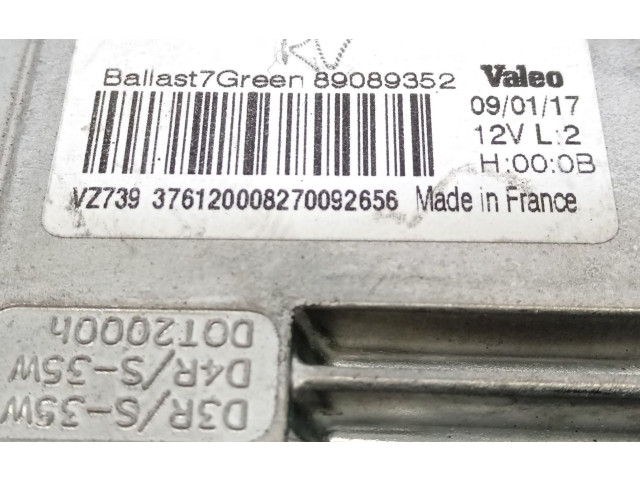 KV
Ballast7Green 89089352 Valeo
09/01/17
12V L:2
H:00:0B
VZ739 376120008270092656 Made in France
D3R/S-35W
D4R/S-35W
DOT2000h